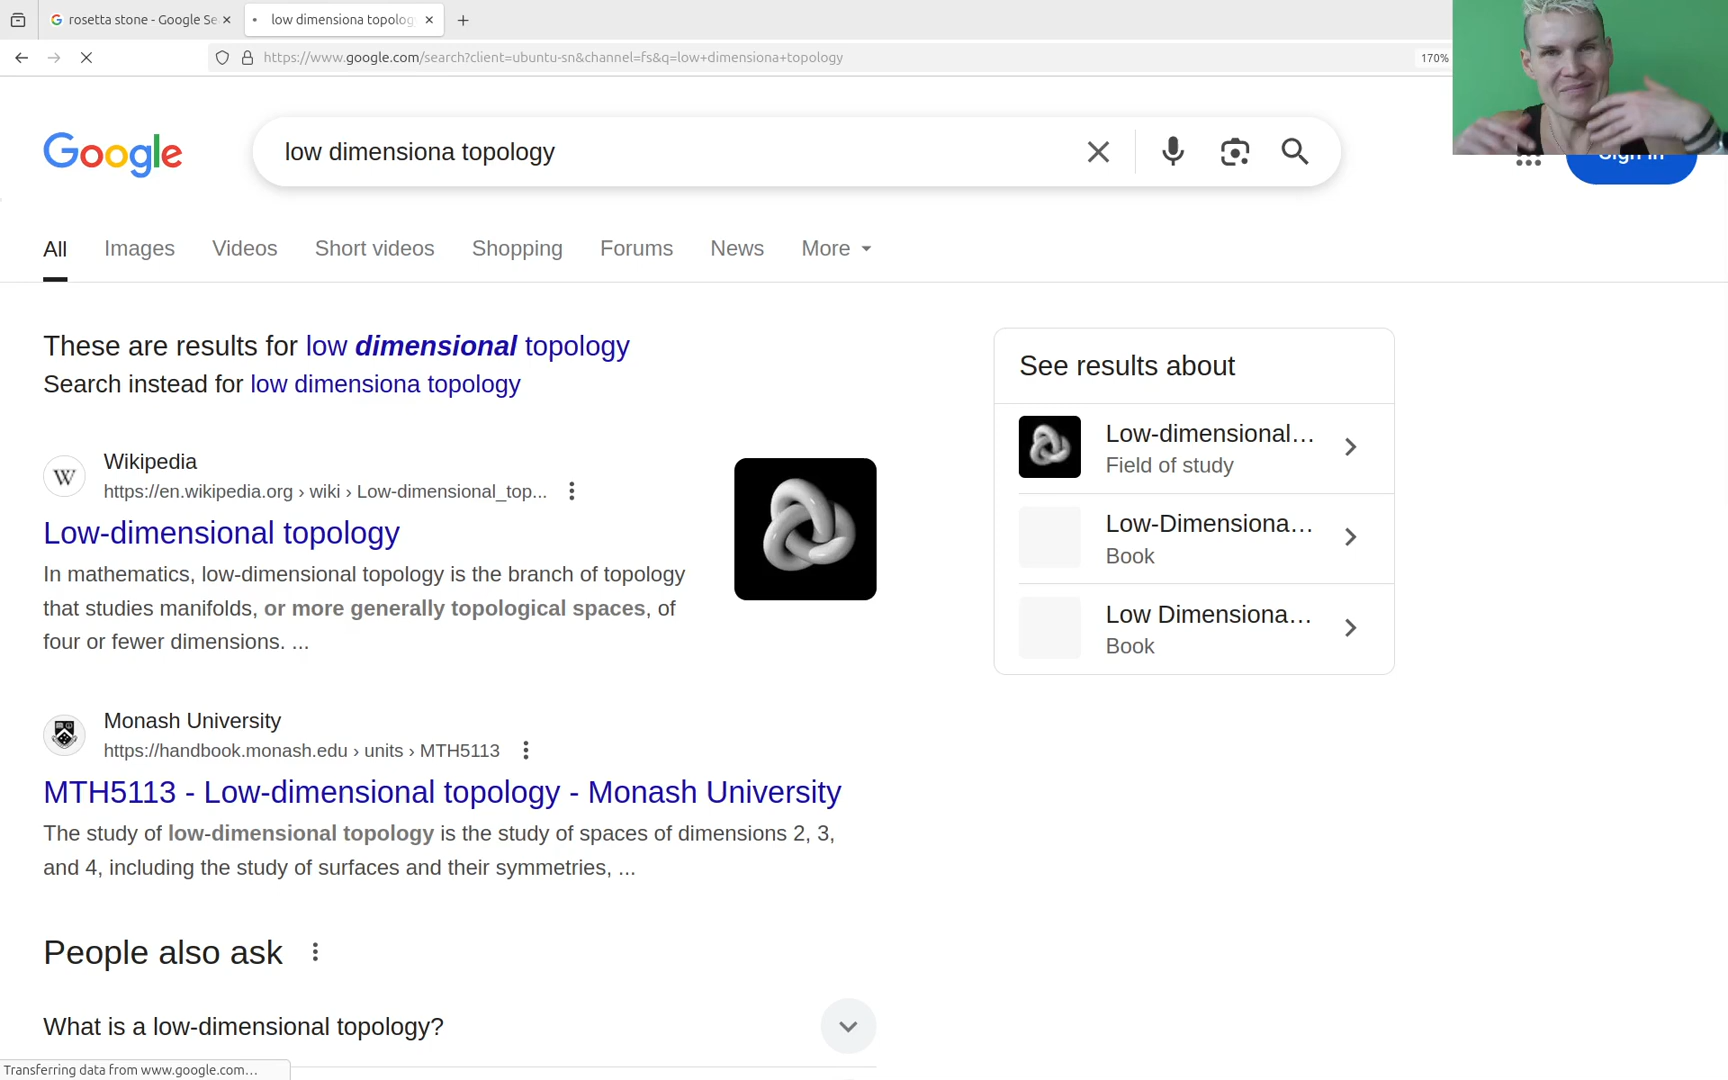 rosetta stone - Google Se
low dimensiona topolog
https://www.google.com/search?client=ubuntu-sn&channel=fs&q=low+dimensiona+topology
170%
Google
low dimensiona topology
Sign in
All
Images
Videos
Short videos
Shopping
Forums
News
More
These are results for low dimensional topology
Search instead for low dimensiona topology
Wikipedia
https://en.wikipedia.org › wiki › Low-dimensional_top...
Low-dimensional topology
In mathematics, low-dimensional topology is the branch of topology
that studies manifolds, or more generally topological spaces, of
four or fewer dimensions. ...
Monash University
https://handbook.monash.edu › units › MTH5113
MTH5113 - Low-dimensional topology - Monash University
The study of low-dimensional topology is the study of spaces of dimensions 2, 3,
and 4, including the study of surfaces and their symmetries, ...
People also ask
What is a low-dimensional topology?
See results about
Low-dimensional...
Field of study
Low-Dimensiona...
Book
Low Dimensiona...
Book
Transferring data from www.google.com...